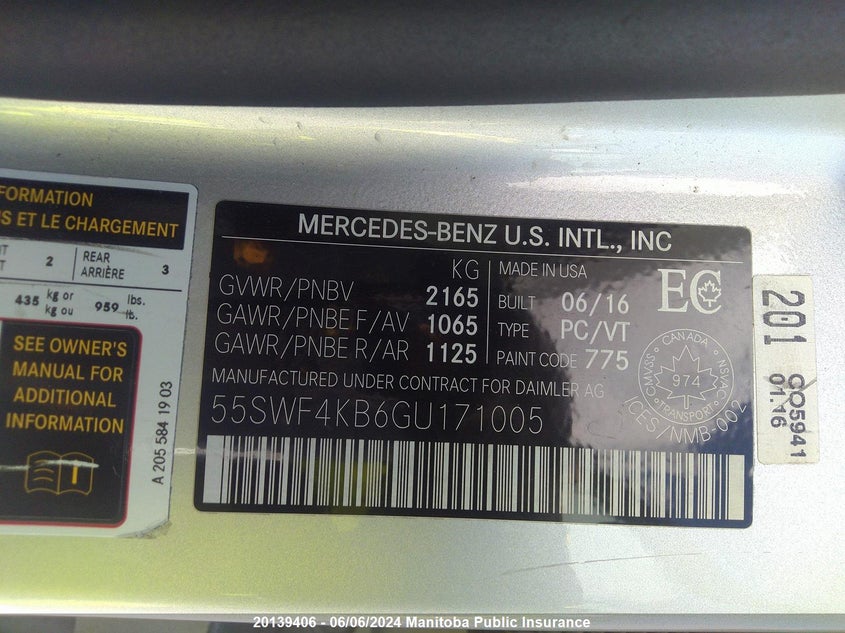 FORMATION
S ET LE CHARGEMENT
2
REAR
ARRIÈRE
3
435 kg or
kg ou
959 lbs.
lb.
SEE OWNER'S
MANUAL FOR
ADDITIONAL
INFORMATION
A 205 584 19 03
MERCEDES-BENZ U.S. INTL., INC
KG
GVWR/PNBV 2165
GAWR/PNBE F/AV 1065
GAWR/PNBE R/AR 1125
MADE IN USA
BUILT 06/16
TYPE PC/VT
PAINT CODE 775
MANUFACTURED UNDER CONTRACT FOR DAIMLER AG
55SWF4KB6GU171005
EC
CANADA
CMVSS
974
NSVAC
TRANSPORT
ICES/NMB-002
201
CO5941
01.16
20139406 - 06/06/2024 Manitoba Public Insurance